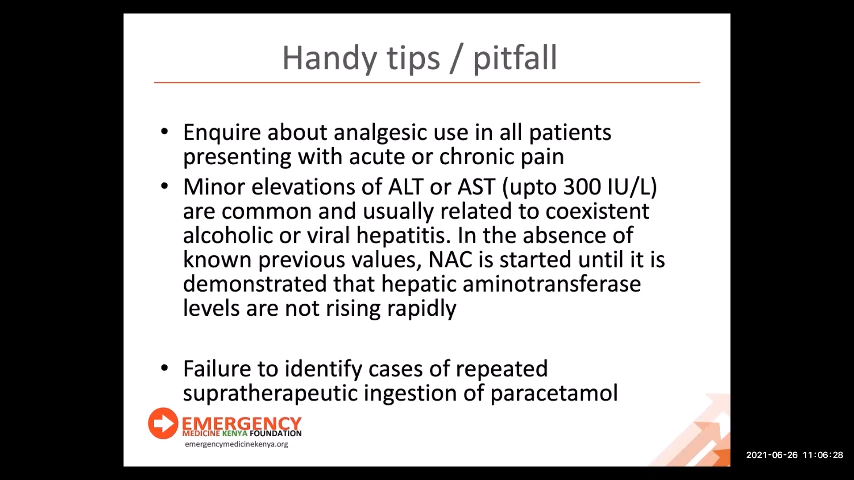 Handy tips / pitfall
• Enquire about analgesic use in all patients
presenting with acute or chronic pain
• Minor elevations of ALT or AST (upto 300 IU/L)
are common and usually related to coexistent
alcoholic or viral hepatitis. In the absence of
known previous values, NAC is started until it is
demonstrated that hepatic aminotransferase
levels are not rising rapidly
• Failure to identify cases of repeated
supratherapeutic ingestion of paracetamol
EMERGENCY
MEDICINE KENYA FOUNDATION
emergencymedicinekenya.org
2021-06-26 11:06:28